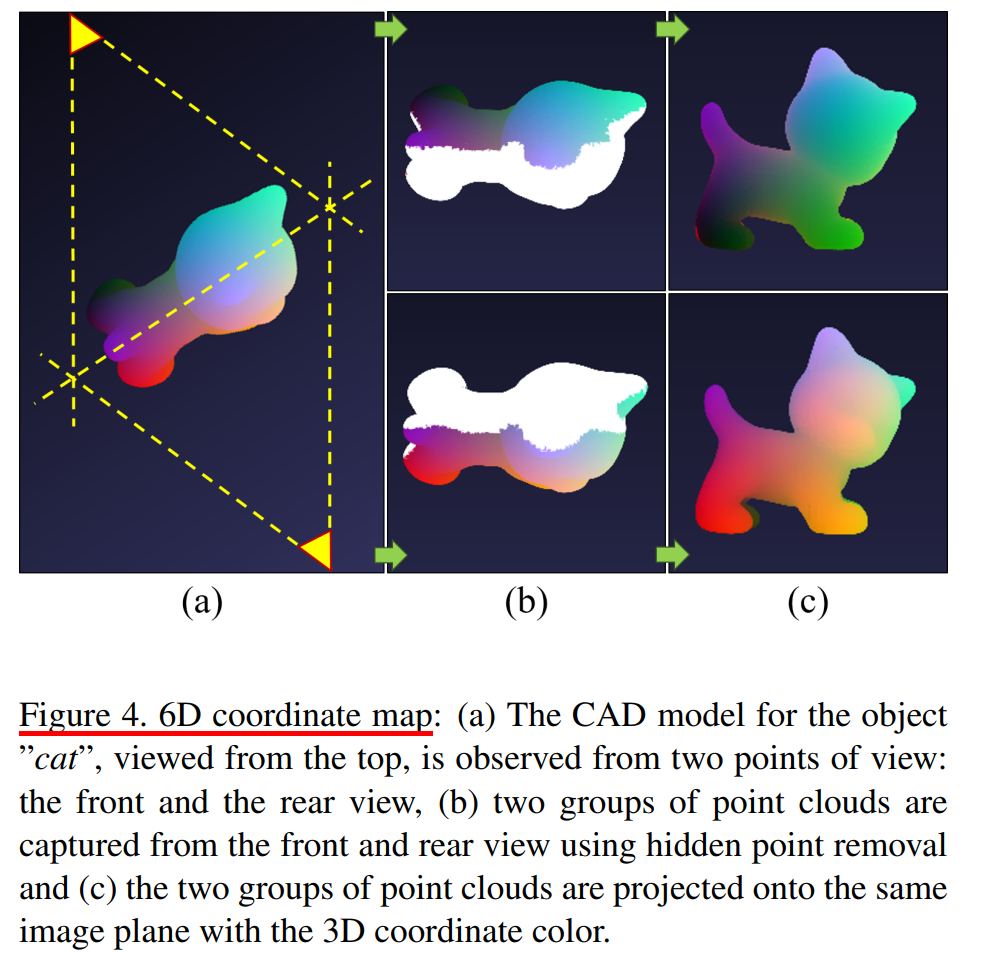 (a)
(b)
(c)
Figure 4. 6D coordinate map: (a) The CAD model for the object
”cat”, viewed from the top, is observed from two points of view:
the front and the rear view, (b) two groups of point clouds are
captured from the front and rear view using hidden point removal
and (c) the two groups of point clouds are projected onto the same
image plane with the 3D coordinate color.